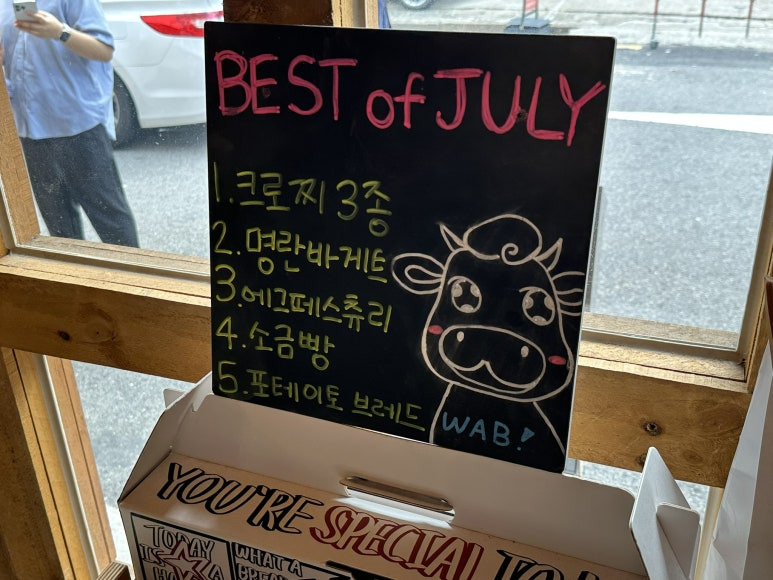 BEST of JULY
1. 크로찌 3종
2. 명란바게트
3. 에그페스츄리
4. 소금빵
5. 포테이토 브레드
WAB!
YOU'RE SPECIAL
TODAY
WHAT A